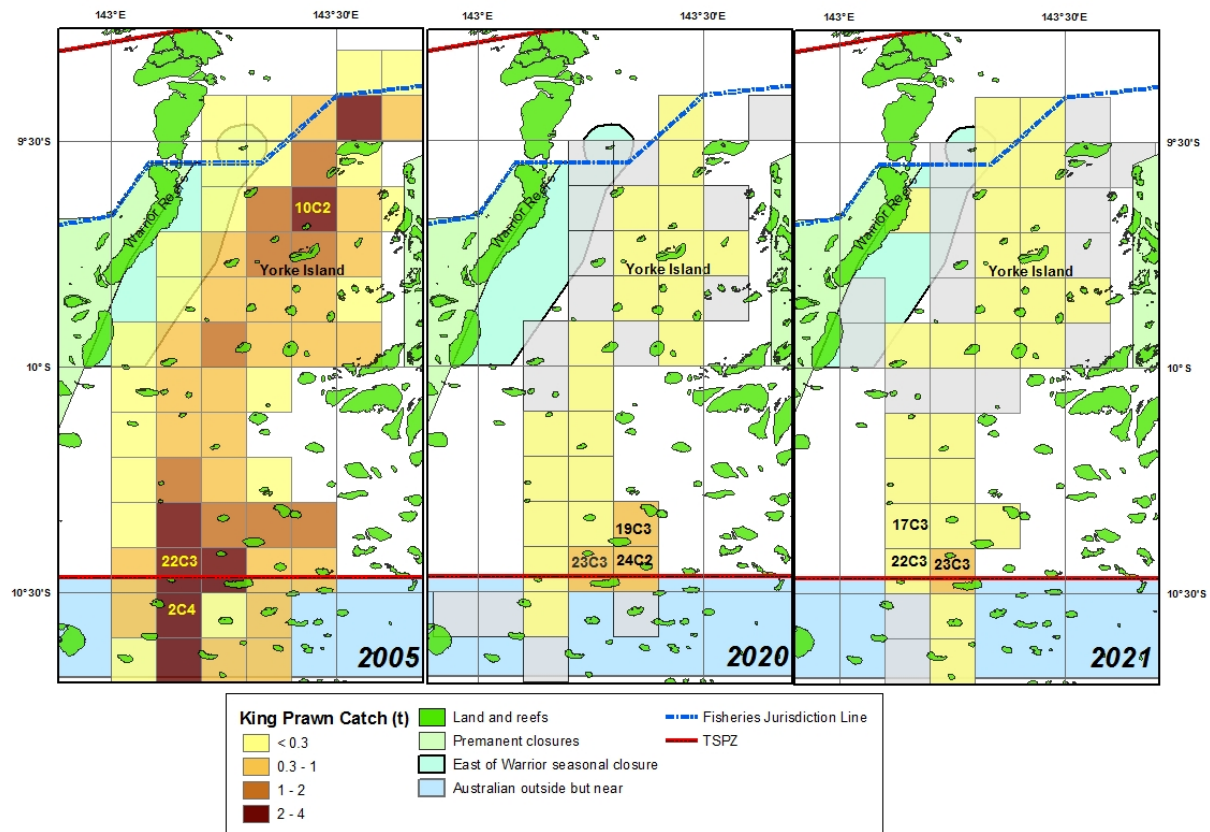 143°E 143°30'E 143°E 143°30'E 143°E 143°30'E
9°30'S 9°30'S
10°S 10°S
10°30'S 10°30'S
Warrior Reefs
10C2
Yorke Island
22C3
2C4
2005
Warrior Reefs
Yorke Island
19C3
23C3 24C2
2020
Warrior Reefs
Yorke Island
17C3
22C3 23C3
2021
King Prawn Catch (t)
< 0.3
0.3 - 1
1 - 2
2 - 4
Land and reefs
Premanent closures
East of Warrior seasonal closure
Australian outside but near
Fisheries Jurisdiction Line
TSPZ